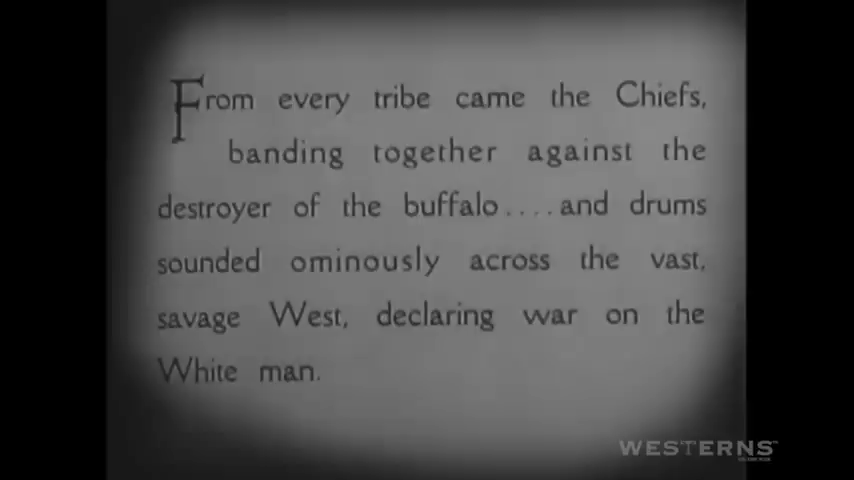 From every tribe came the Chiefs,
banding together against the
destroyer of the buffalo....and drums
sounded ominously across the vast,
savage West, declaring war on the
White man.
WESTERNS